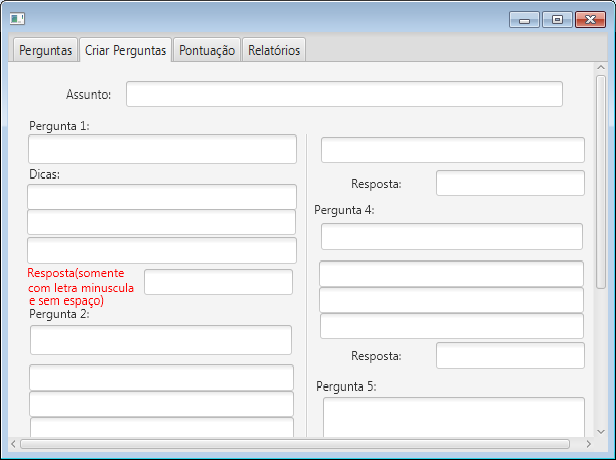 Perguntas
Criar Perguntas
Pontuação
Relatórios
Assunto:
Pergunta 1:
Dicas:
Resposta(somente
com letra minuscula
e sem espaço)
Pergunta 2:
Resposta:
Pergunta 4:
Resposta:
Pergunta 5: